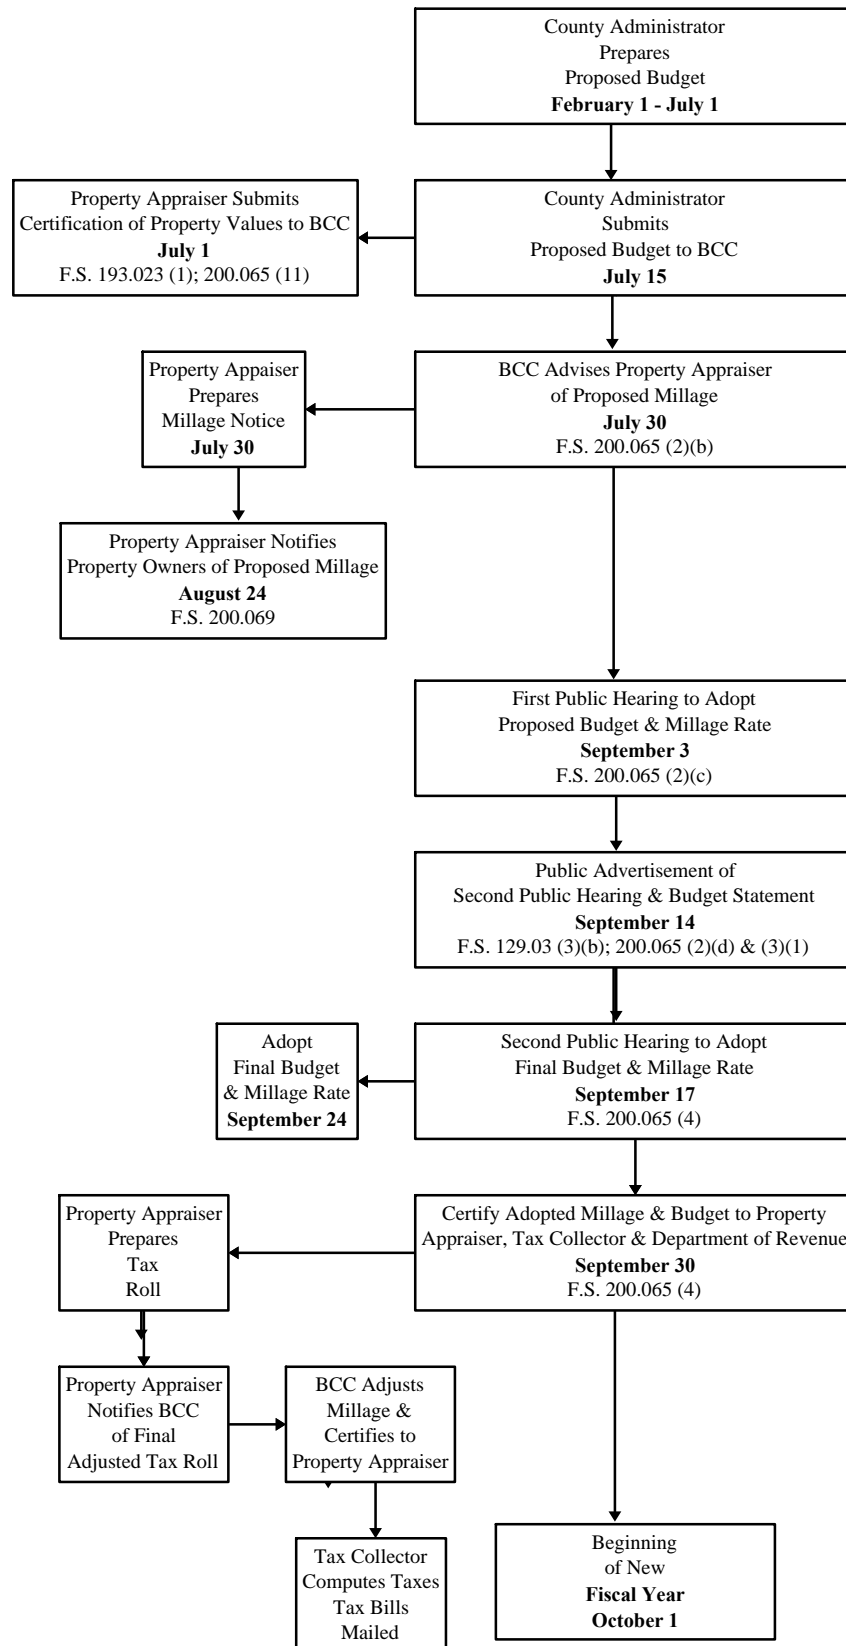 County Administrator
Prepares
Proposed Budget
February 1 - July 1
Property Appraiser Submits
Certification of Property Values to BCC
July 1
F.S. 193.023 (1); 200.065 (11)
County Administrator
Submits
Proposed Budget to BCC
July 15
Property Appaiser
Prepares
Millage Notice
July 30
BCC Advises Property Appraiser
of Proposed Millage
July 30
F.S. 200.065 (2)(b)
Property Appraiser Notifies
Property Owners of Proposed Millage
August 24
F.S. 200.069
First Public Hearing to Adopt
Proposed Budget & Millage Rate
September 3
F.S. 200.065 (2)(c)
Public Advertisement of
Second Public Hearing & Budget Statement
September 14
F.S. 129.03 (3)(b); 200.065 (2)(d) & (3)(1)
Adopt
Final Budget
& Millage Rate
September 24
Second Public Hearing to Adopt
Final Budget & Millage Rate
September 17
F.S. 200.065 (4)
Property Appraiser
Prepares
Tax
Roll
Certify Adopted Millage & Budget to Property
Appraiser, Tax Collector & Department of Revenue
September 30
F.S. 200.065 (4)
Property Appraiser
Notifies BCC
of Final
Adjusted Tax Roll
BCC Adjusts
Millage &
Certifies to
Property Appraiser
Tax Collector
Computes Taxes
Tax Bills
Mailed
Beginning
of New
Fiscal Year
October 1